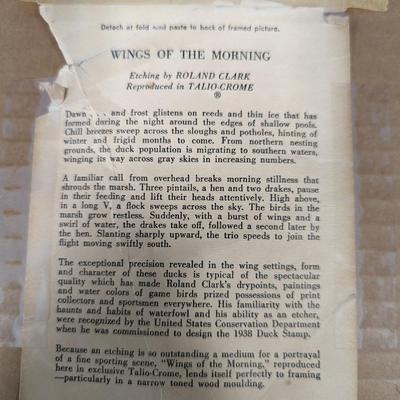 Detach at fold and paste to back of framed picture.
WINGS OF THE MORNING
Etching by ROLAND CLARK
Reproduced in TALIO-CROME
®
Dawn . . . and frost glistens on reeds and thin ice that has
formed during the night around the edges of shallow pools.
Chill breezes sweep across the sloughs and potholes, hinting of
winter and frigid months to come. From northern nesting
grounds, the duck population is migrating to southern waters,
winging its way across gray skies in increasing numbers.
A familiar call from overhead breaks morning stillness that
shrouds the marsh. Three pintails, a hen and two drakes, pause
in their feeding and lift their heads attentively. High above,
in a long V, a flock sweeps across the sky. The birds in the
marsh grow restless. Suddenly, with a burst of wings and a
swirl of water, the drakes take off, followed a second later by
the hen. Slanting sharply upward, the trio speeds to join the
flight moving swiftly south.
The exceptional precision revealed in the wing settings, form
and character of these ducks is typical of the spectacular
quality which has made Roland Clark's drypoints, paintings
and water colors of game birds prized possessions of print
collectors and sportsmen everywhere. His familiarity with the
haunts and habits of waterfowl and his ability as an etcher,
were recognized by the United States Conservation Department
when he was commissioned to design the 1938 Duck Stamp.
Because an etching is so outstanding a medium for a portrayal
of a fine sporting scene, "Wings of the Morning," reproduced
here in exclusive Talio-Crome, lends itself perfectly to framing
—particularly in a narrow toned wood moulding.